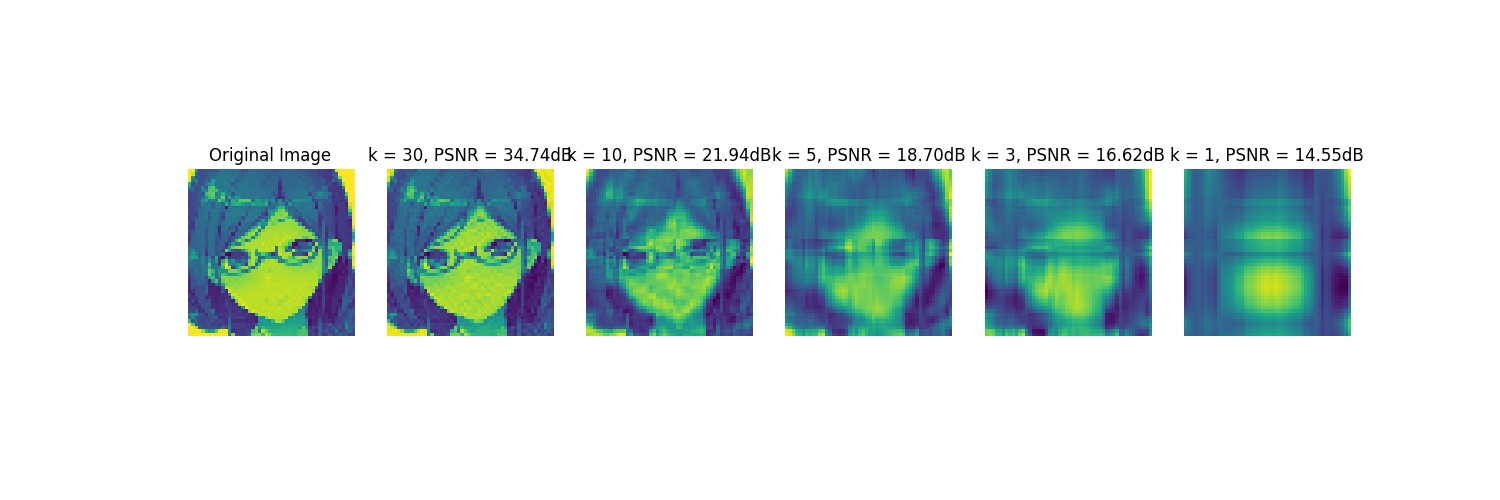 Original Image
k = 30, PSNR = 34.74dB
k = 10, PSNR = 21.94dB
k = 5, PSNR = 18.70dB
k = 3, PSNR = 16.62dB
k = 1, PSNR = 14.55dB